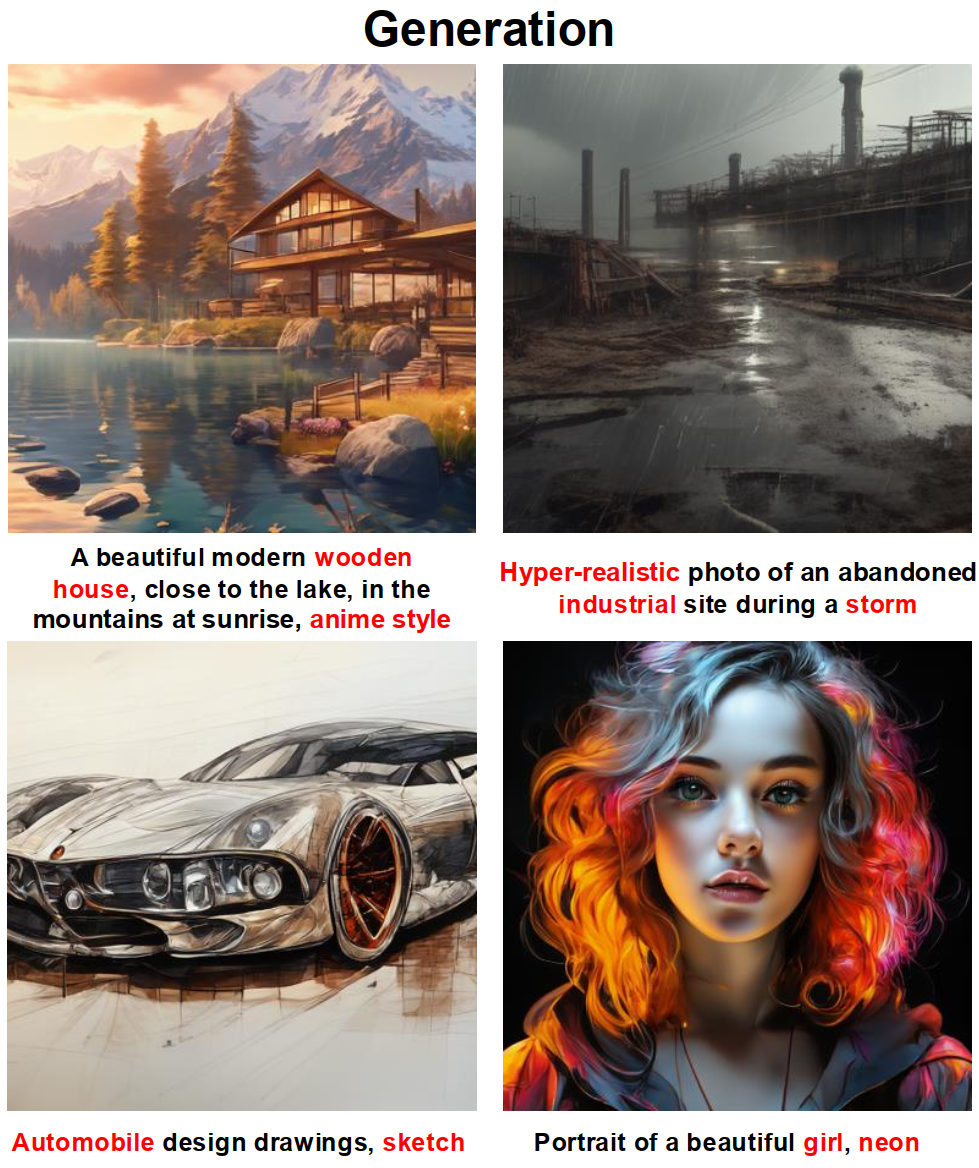 Generation
A beautiful modern wooden
house, close to the lake, in the
mountains at sunrise, anime style
Hyper-realistic photo of an abandoned
industrial site during a storm
Automobile design drawings, sketch
Portrait of a beautiful girl, neon